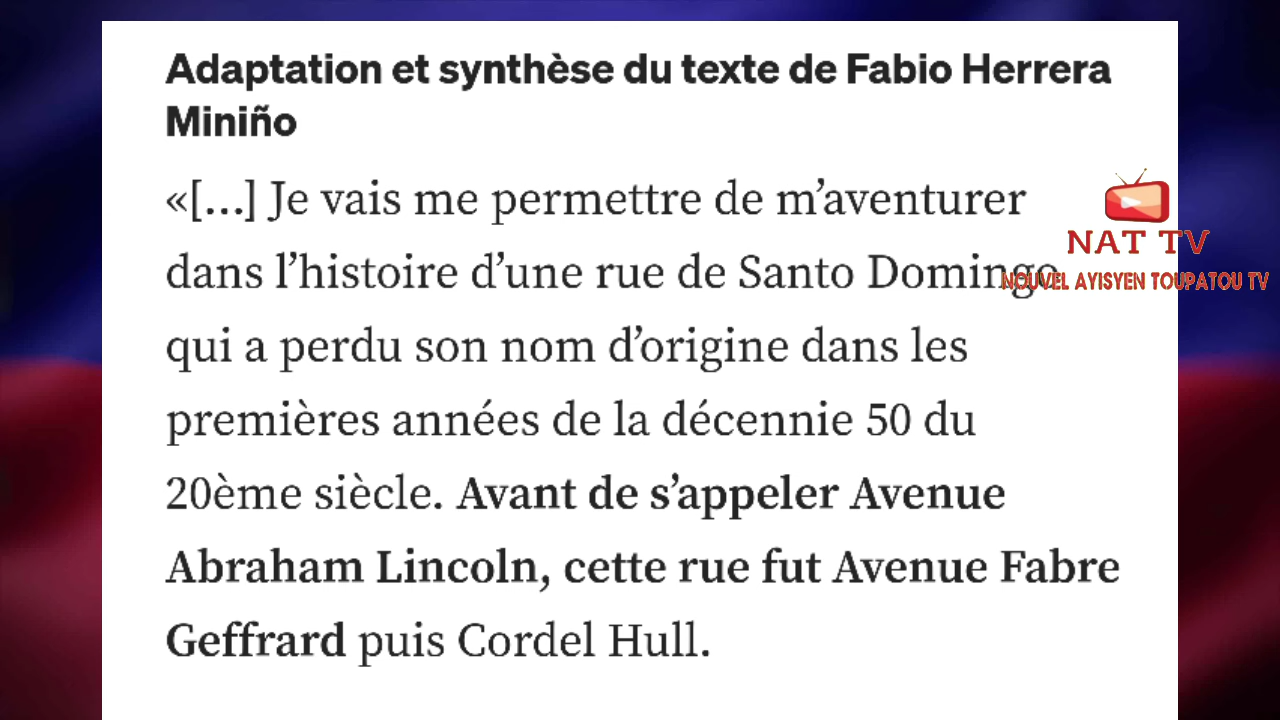 Adaptation et synthèse du texte de Fabio Herrera
Miniño
«[…] Je vais me permettre de m’aventurer
dans l’histoire d’une rue de Santo Domingo
qui a perdu son nom d’origine dans les
premières années de la décennie 50 du
20ème siècle. Avant de s’appeler Avenue
Abraham Lincoln, cette rue fut Avenue Fabre
Geffrard puis Cordel Hull.
NAT TV
NOUVEL AYISYEN TOUPATOU TV